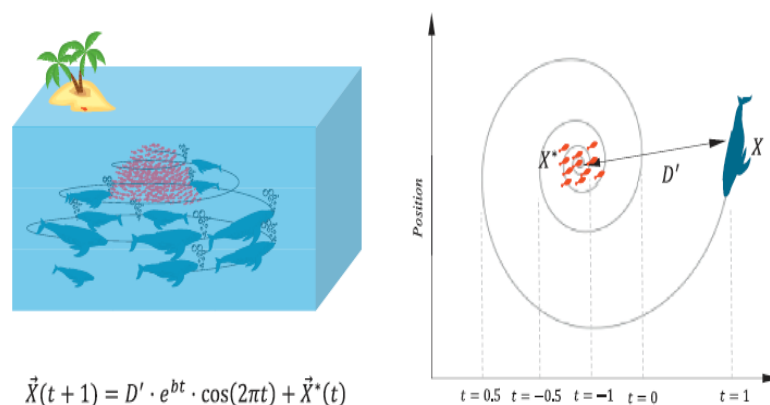 X⃗(t + 1) = D′ · e^{bt} · cos(2πt) + X⃗*(t)
Position
X*
D′
X
t = 0.5 t = −0.5 t = −1 t = 0 t = 1